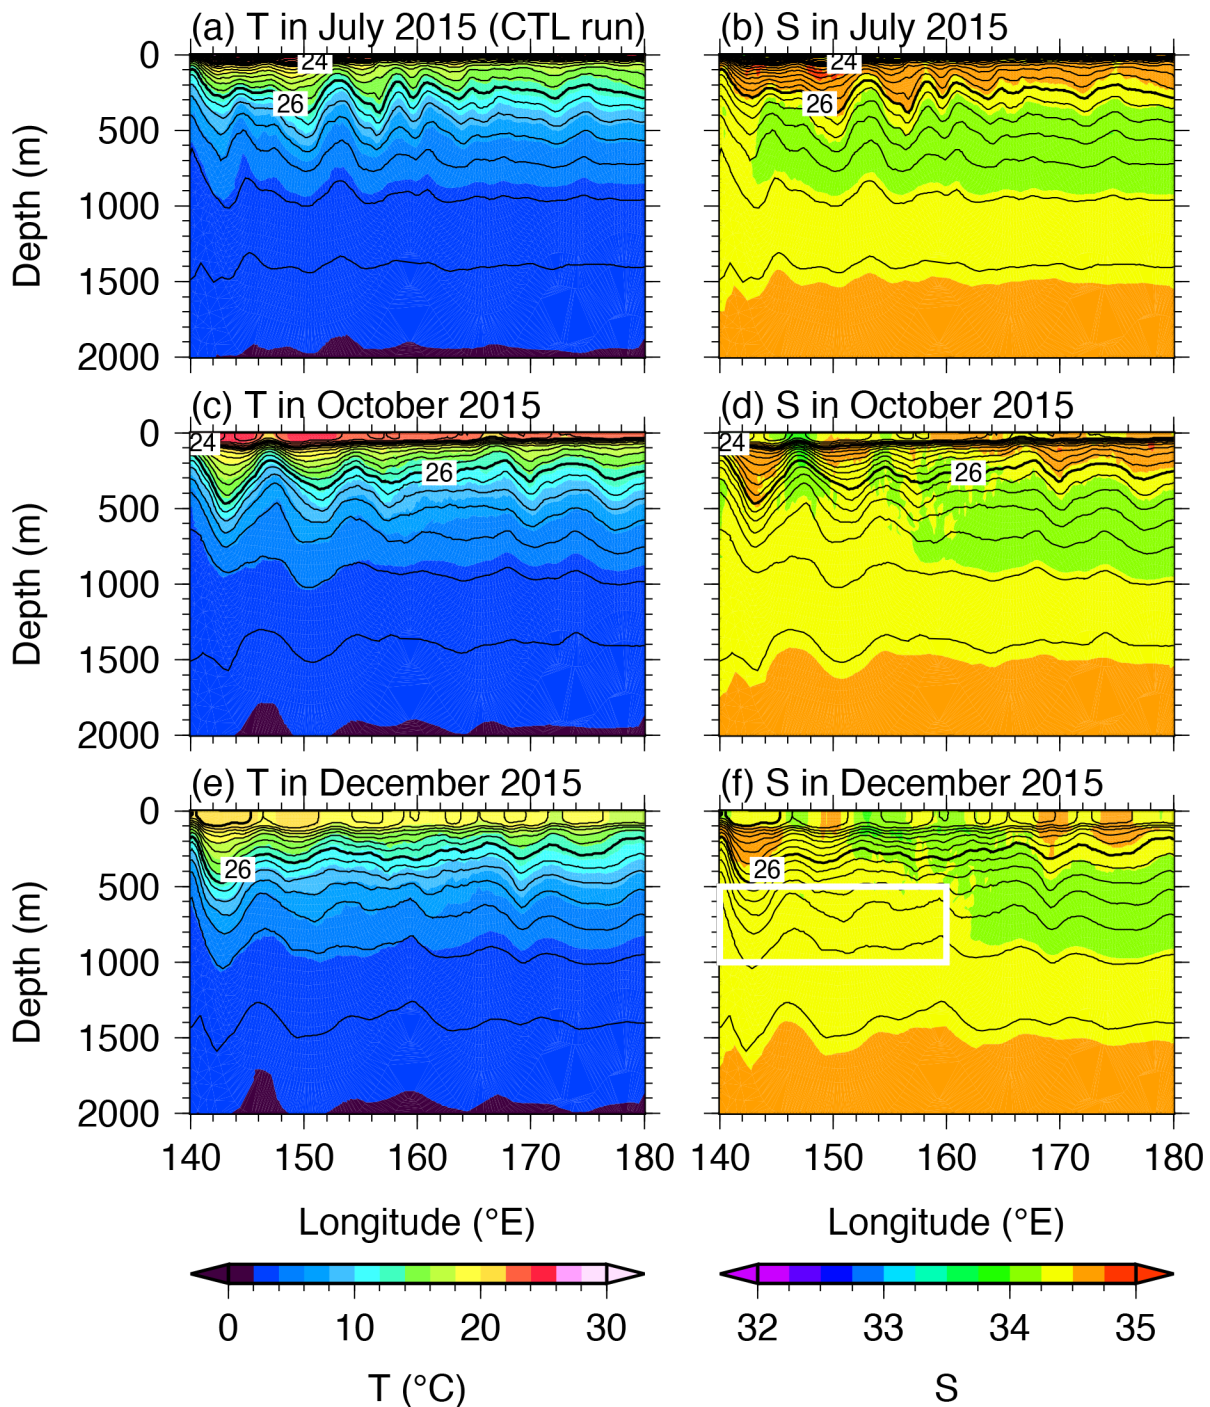 (a) T in July 2015 (CTL run)
(b) S in July 2015
0
500
1000
1500
2000
Depth (m)
24
26
24
26
(c) T in October 2015
(d) S in October 2015
0
500
1000
1500
2000
Depth (m)
24
26
24
26
(e) T in December 2015
(f) S in December 2015
0
500
1000
1500
2000
Depth (m)
26
26
140 150 160 170 180
140 150 160 170 180
Longitude (°E)
Longitude (°E)
0 10 20 30
32 33 34 35
T (°C)
S